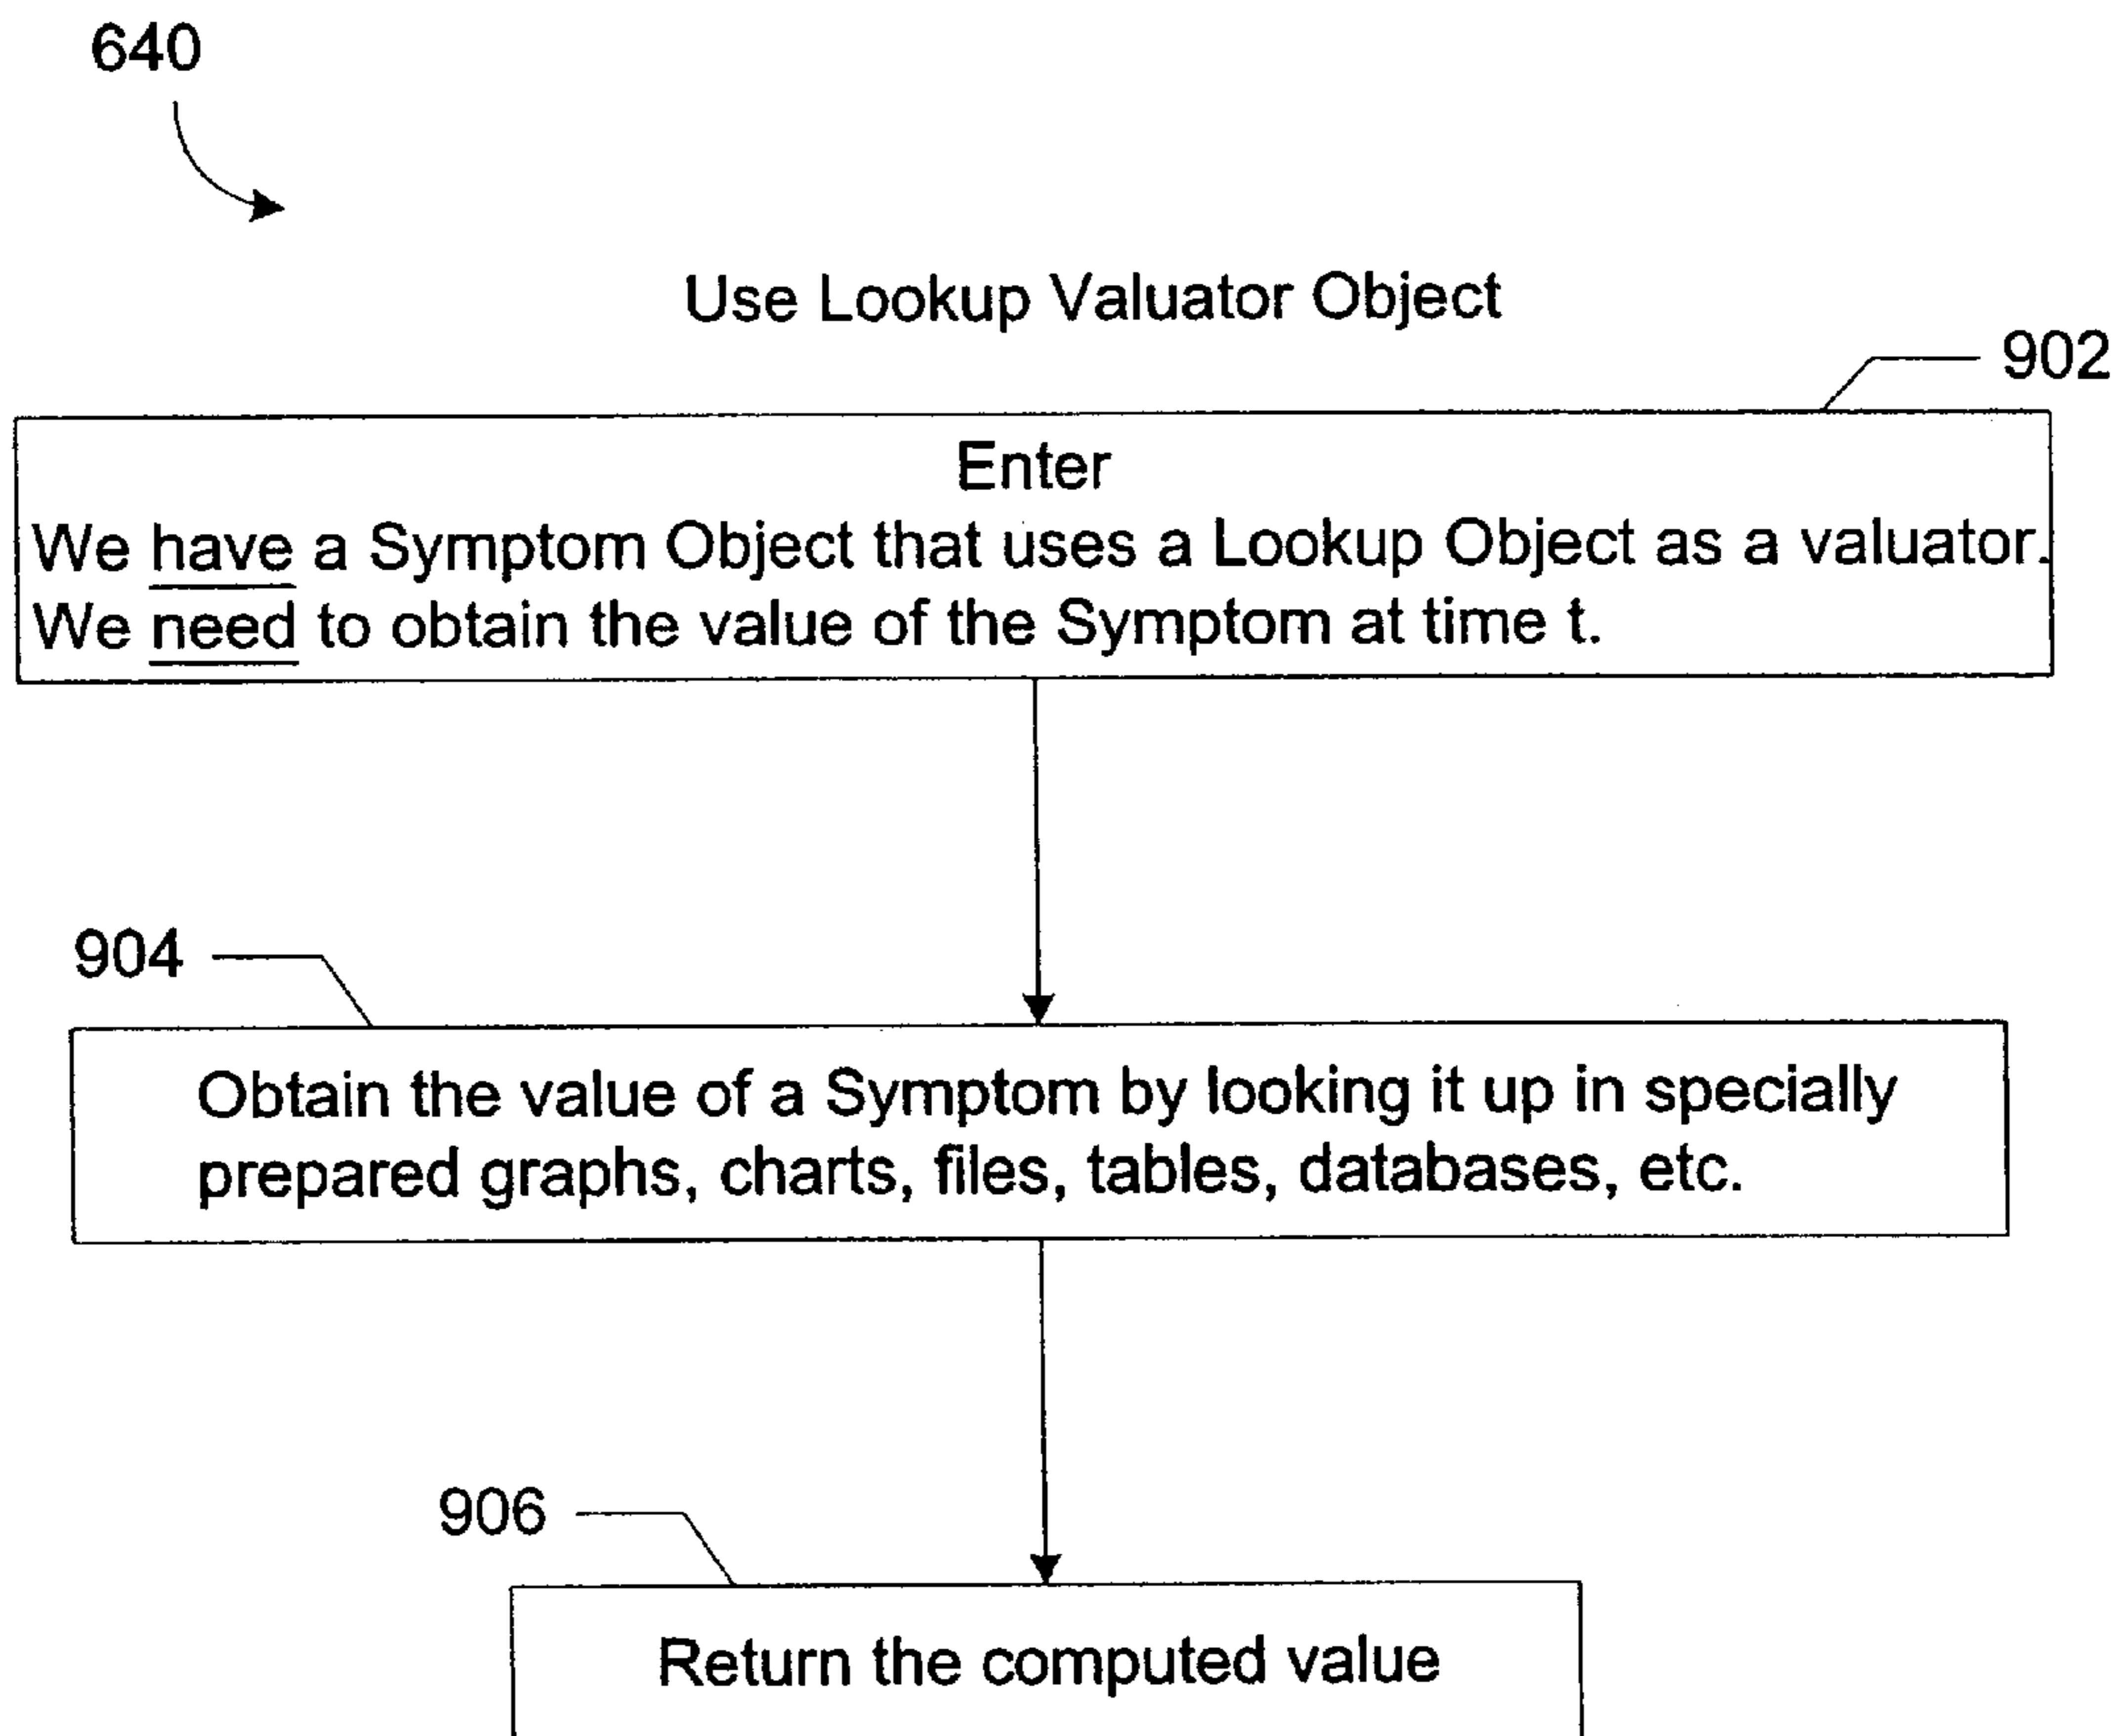 640
Use Lookup Valuator Object
902
Enter
We have a Symptom Object that uses a Lookup Object as a valuator.
We need to obtain the value of the Symptom at time t.
904
Obtain the value of a Symptom by looking it up in specially
prepared graphs, charts, files, tables, databases, etc.
906
Return the computed value